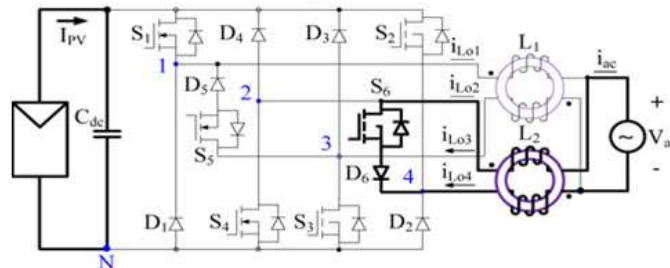 I_PV
C_dc
S_1
D_4
D_3
S_2
i_Lo1
L_1
i_ac
1
D_5
2
S_6
i_Lo2
L_2
+
V_a
-
S_5
3
i_Lo3
D_6
4
i_Lo4
D_1
S_4
S_3
D_2
N